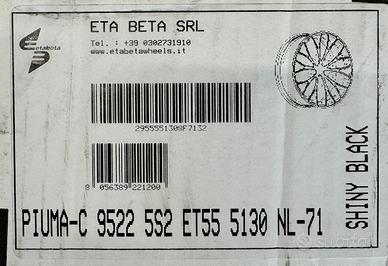 etabeta
ETA BETA SRL
Tel. : +39 0302731910
www.etabetawheels.it
2955551308F7132
8 056389 221200
PIUMA-C 9522 5S2 ET55 5130 NL-71
SHINY BLACK